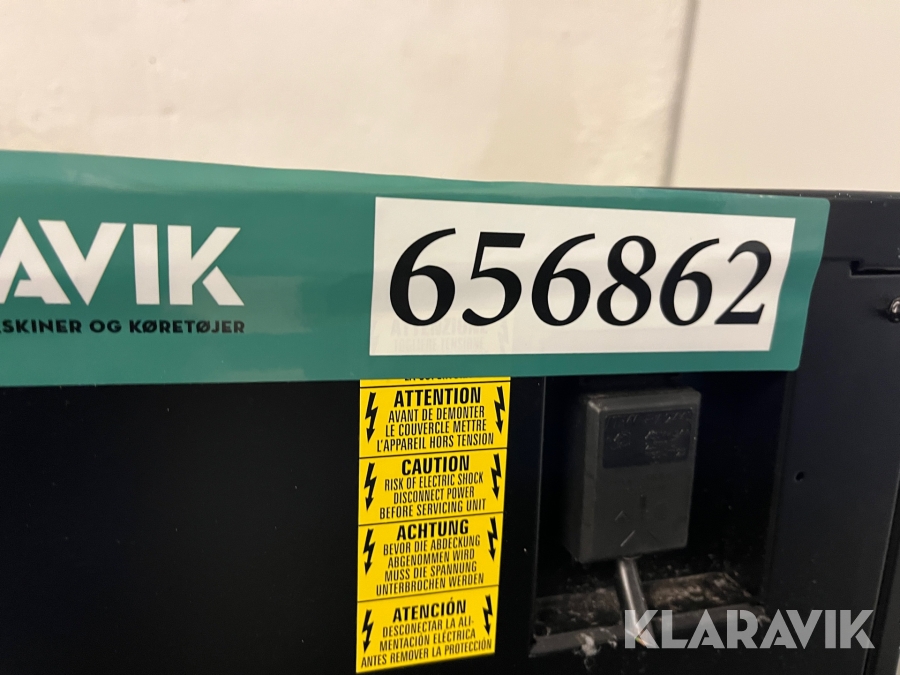 AVIK
SKINER OG KØRETØJER
656862
ATTENTION
AVANT DE DEMONTER
LE COUVERCLE METTRE
L'APPAREIL HORS TENSION
CAUTION
RISK OF ELECTRIC SHOCK
DISCONNECT POWER
BEFORE SERVICING UNIT
ACHTUNG
BEVOR DIE ABDECKUNG
ABGENOMMEN WIRD
MUSS DIE SPANNUNG
UNTERBROCHEN WERDEN
ATENCIÓN
DESCONECTAR LA ALI-
MENTACIÓN ELÉCTRICA
ANTES REMOVER LA PROTECCIÓN
KLARAVIK